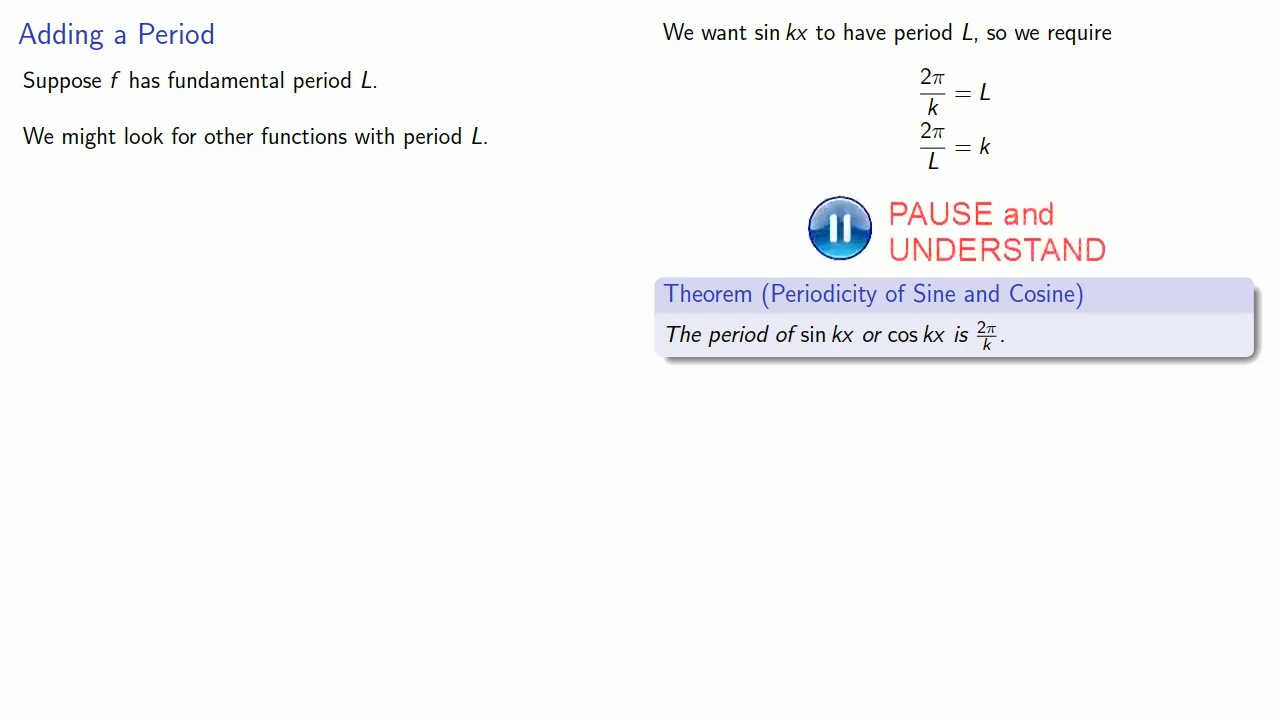 Adding a Period
Suppose f has fundamental period L.
We might look for other functions with period L.
We want sin kx to have period L, so we require
2π/k = L
2π/L = k
PAUSE and
UNDERSTAND
Theorem (Periodicity of Sine and Cosine)
The period of sin kx or cos kx is 2π/k.